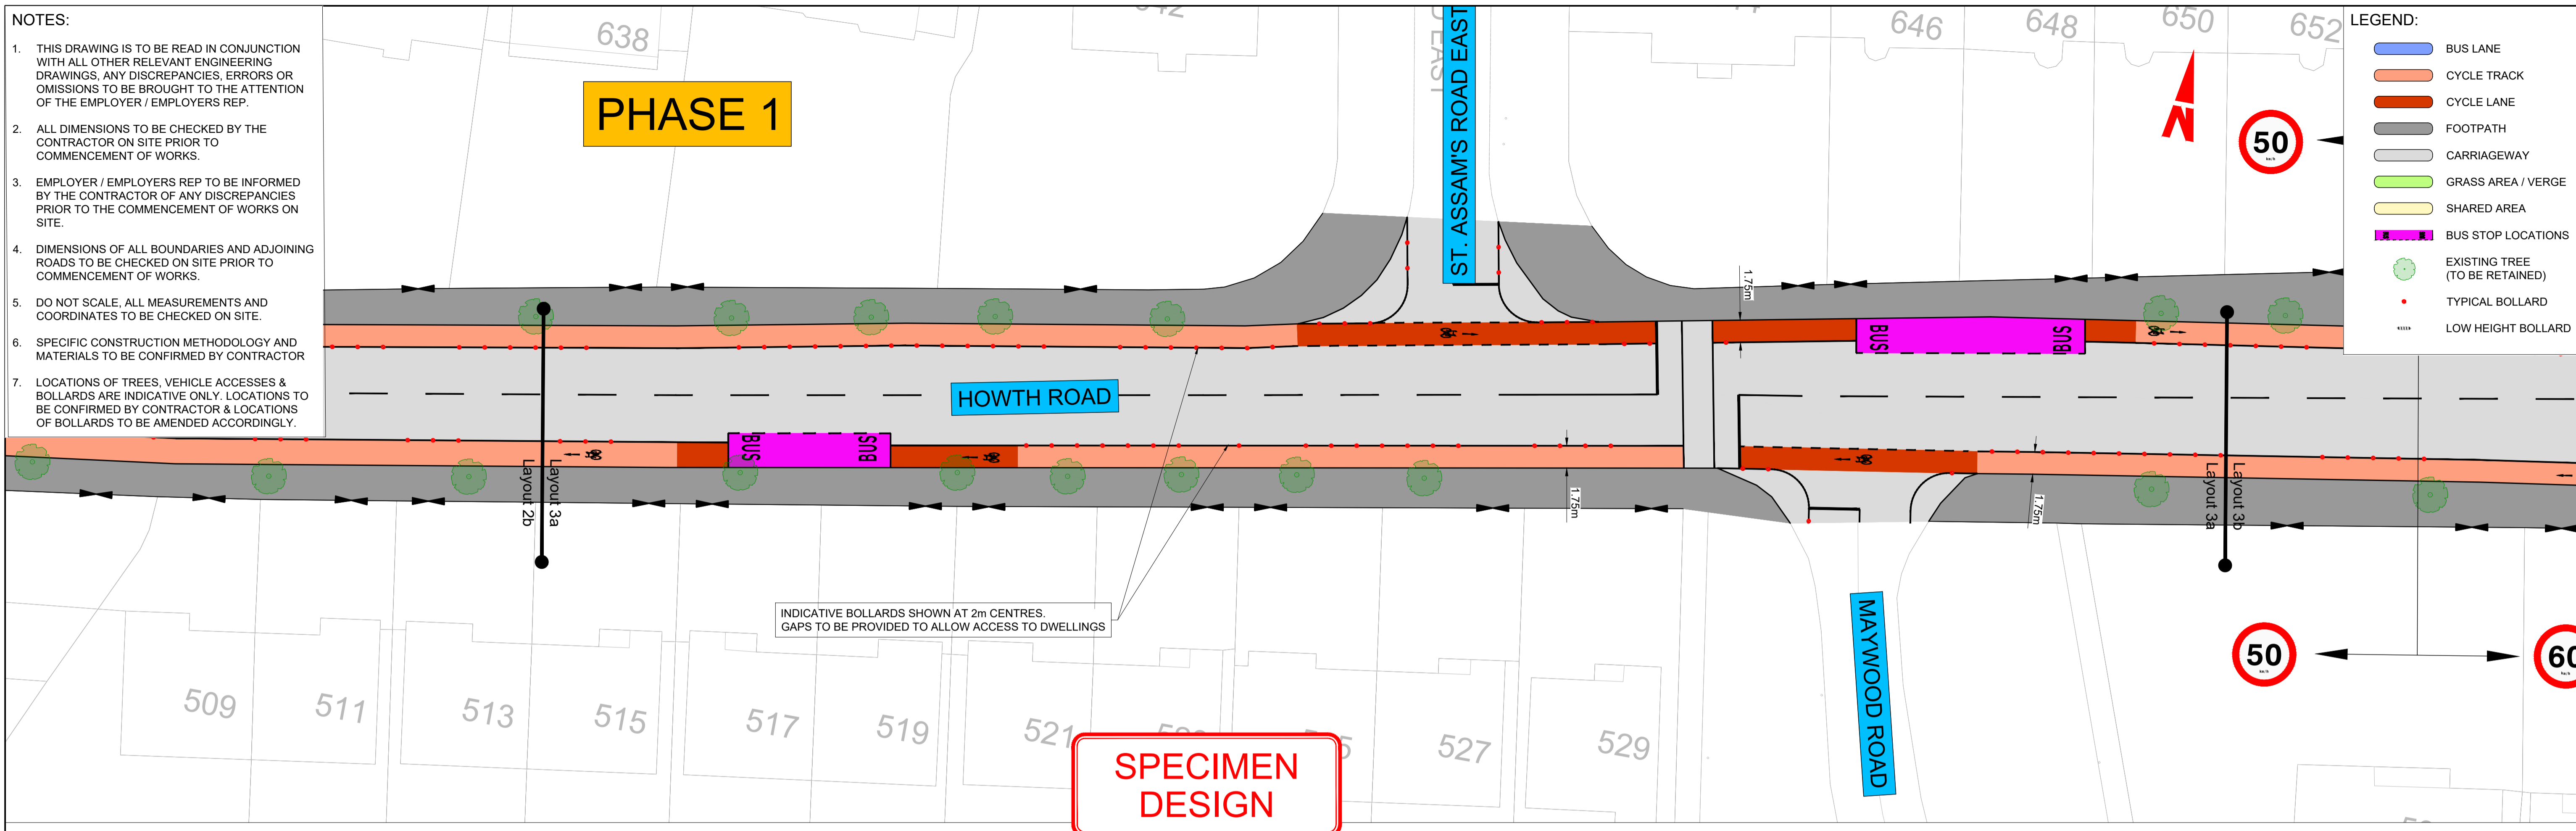 NOTES:
1. THIS DRAWING IS TO BE READ IN CONJUNCTION
WITH ALL OTHER RELEVANT ENGINEERING
DRAWINGS, ANY DISCREPANCIES, ERRORS OR
OMISSIONS TO BE BROUGHT TO THE ATTENTION
OF THE EMPLOYER / EMPLOYERS REP.
2. ALL DIMENSIONS TO BE CHECKED BY THE
CONTRACTOR ON SITE PRIOR TO
COMMENCEMENT OF WORKS.
3. EMPLOYER / EMPLOYERS REP TO BE INFORMED
BY THE CONTRACTOR OF ANY DISCREPANCIES
PRIOR TO THE COMMENCEMENT OF WORKS ON
SITE.
4. DIMENSIONS OF ALL BOUNDARIES AND ADJOINING
ROADS TO BE CHECKED ON SITE PRIOR TO
COMMENCEMENT OF WORKS.
5. DO NOT SCALE, ALL MEASUREMENTS AND
COORDINATES TO BE CHECKED ON SITE.
6. SPECIFIC CONSTRUCTION METHODOLOGY AND
MATERIALS TO BE CONFIRMED BY CONTRACTOR
7. LOCATIONS OF TREES, VEHICLE ACCESSES &
BOLLARDS ARE INDICATIVE ONLY. LOCATIONS TO
BE CONFIRMED BY CONTRACTOR & LOCATIONS
OF BOLLARDS TO BE AMENDED ACCORDINGLY.
638
PHASE 1
EAST
ST. ASSAM'S ROAD EAST
646
648
650
652
N
50
km/h
LEGEND:
BUS LANE
CYCLE TRACK
CYCLE LANE
FOOTPATH
CARRIAGEWAY
GRASS AREA / VERGE
SHARED AREA
BUS STOP LOCATIONS
EXISTING TREE
(TO BE RETAINED)
TYPICAL BOLLARD
LOW HEIGHT BOLLARD
1.75m
BUS
BUS
HOWTH ROAD
BUS
BUS
Layout 2b
Layout 3a
1.75m
1.75m
Layout 3a
Layout 3b
INDICATIVE BOLLARDS SHOWN AT 2m CENTRES.
GAPS TO BE PROVIDED TO ALLOW ACCESS TO DWELLINGS
MAYWOOD ROAD
50
km/h
60
km/h
509
511
513
515
517
519
521
527
529
SPECIMEN
DESIGN